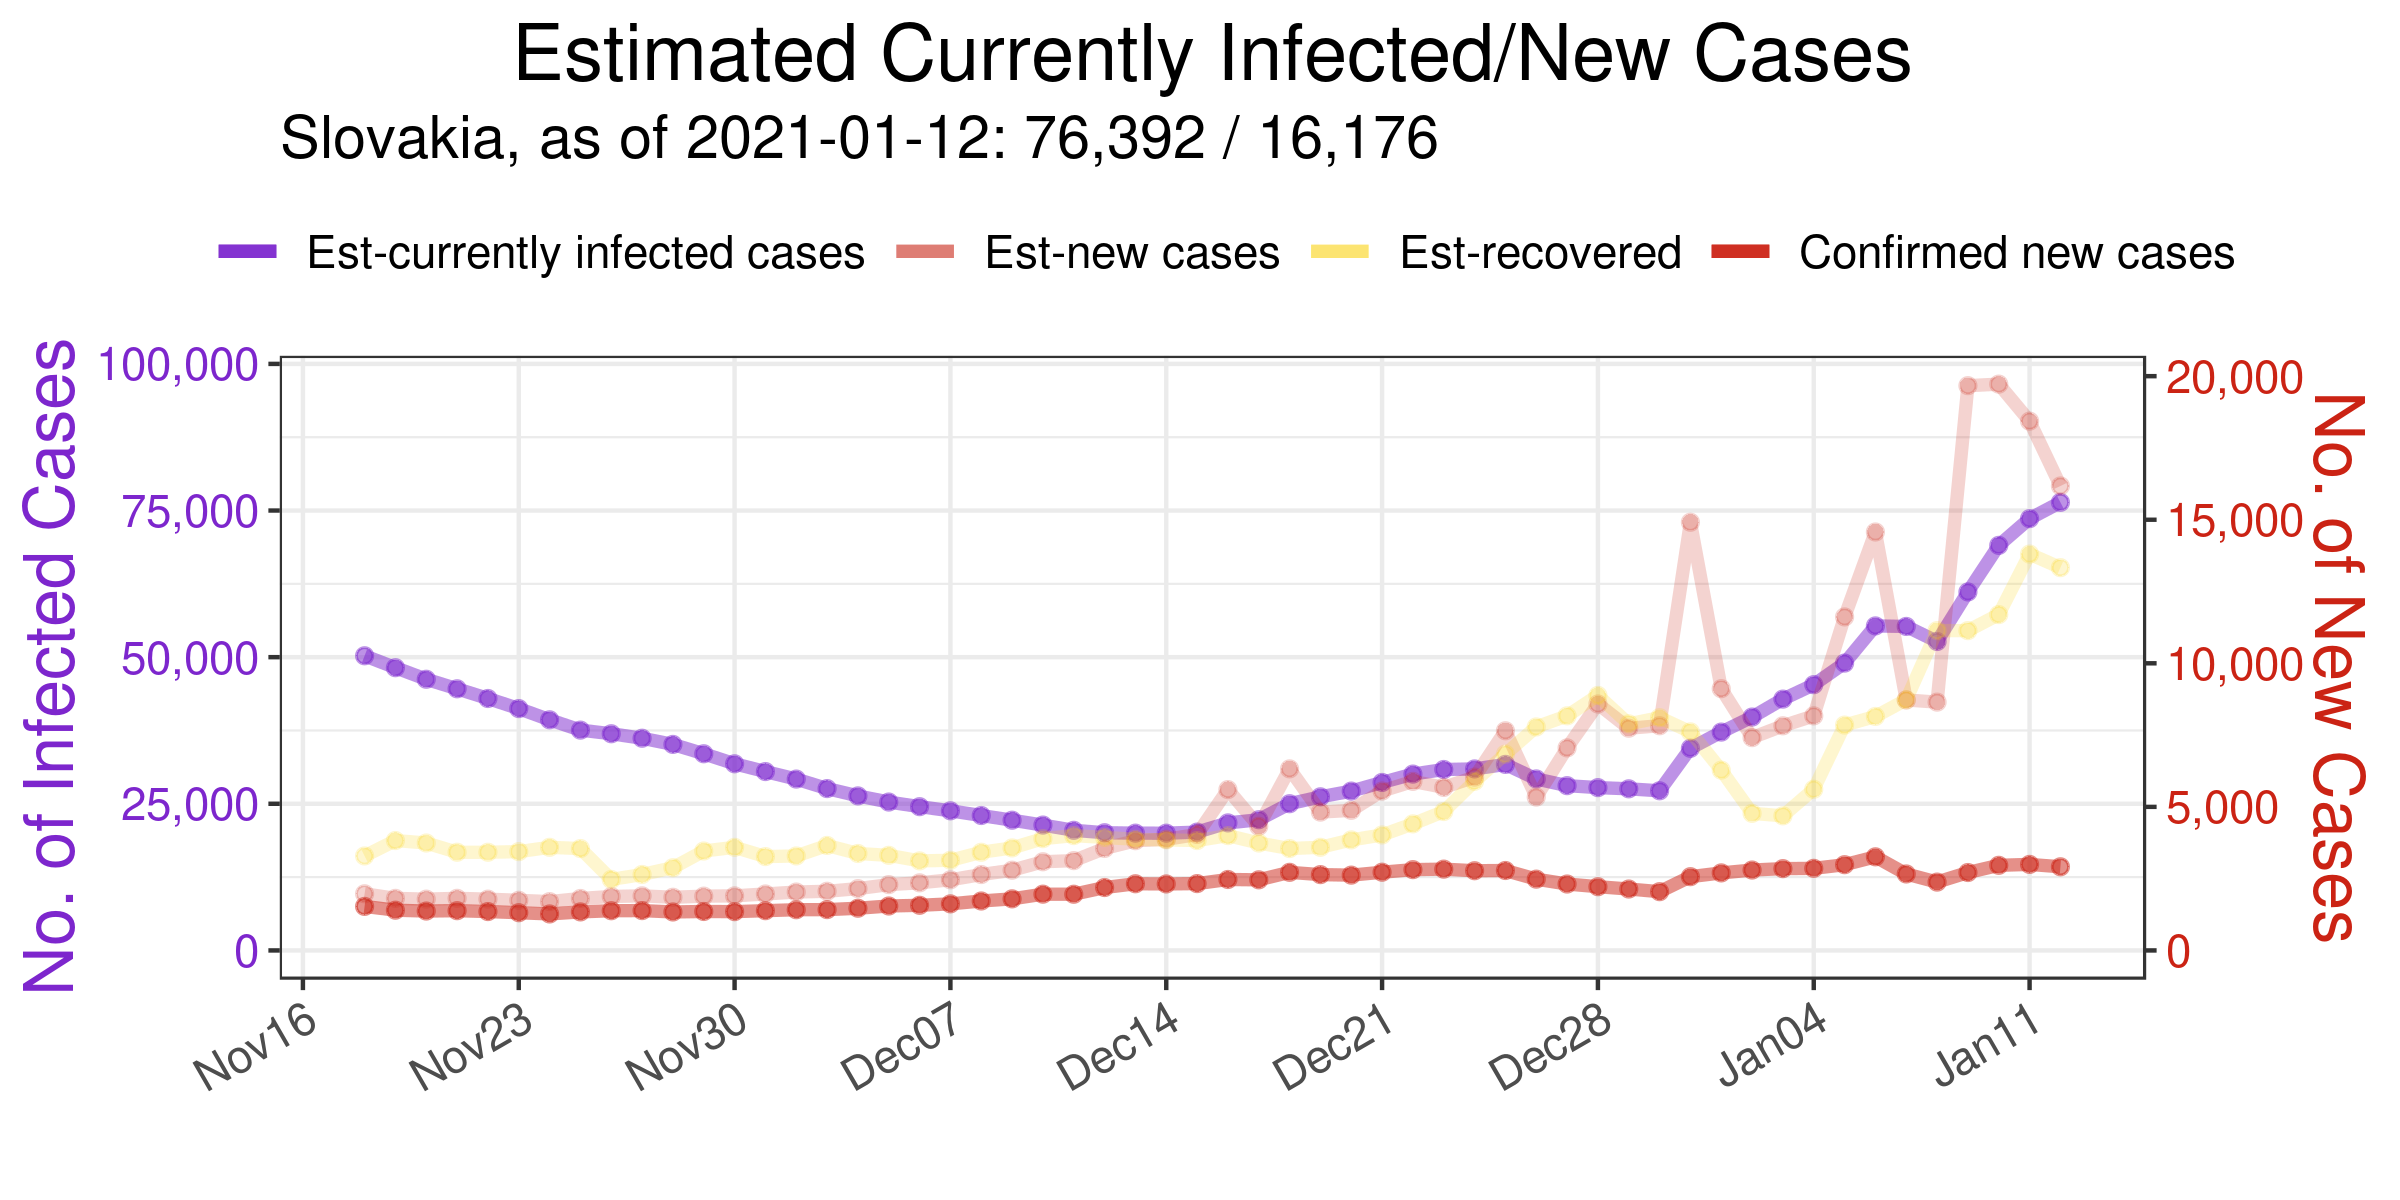 Estimated Currently Infected/New Cases
Slovakia, as of 2021-01-12: 76,392 / 16,176
Est-currently infected cases Est-new cases Est-recovered Confirmed new cases
No. of Infected Cases
100,000
75,000
50,000
25,000
0
20,000
15,000
10,000
5,000
0
No. of New Cases
Nov16 Nov23 Nov30 Dec07 Dec14 Dec21 Dec28 Jan04 Jan11